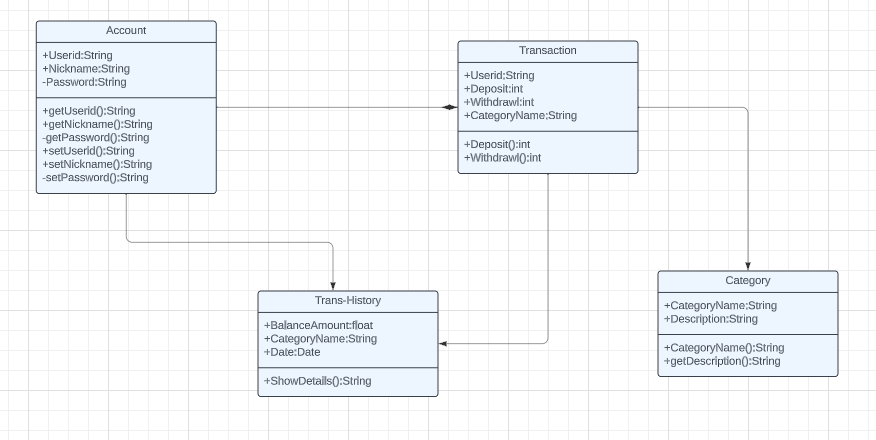 Account
+Userid:String
+Nickname:String
-Password:String
+getUserid():String
+getNickname():String
-getPassword():String
+setUserId():String
+setNickname():String
-setPassword():String
Transaction
+Userid;String
+Deposit:int
+Withdrawl:int
+CategoryName;String
+Deposit():int
+Withdrawl():int
Trans-History
+BalanceAmount:float
+CategoryName:String
+Date:Date
+ShowDetails():String
Category
+CategoryName;String
+Description:String
+CategoryName():String
+getDescription():String